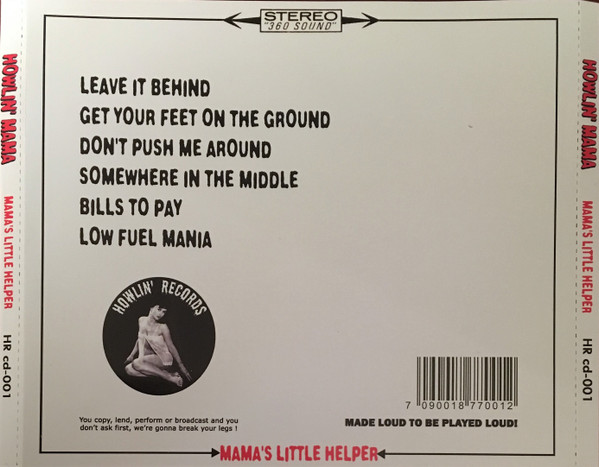 STEREO
"360 SOUND"
LEAVE IT BEHIND
GET YOUR FEET ON THE GROUND
DON'T PUSH ME AROUND
SOMEWHERE IN THE MIDDLE
BILLS TO PAY
LOW FUEL MANIA
HOWLIN' RECORDS
You copy, lend, perform or broadcast and you
don't ask first, we're gonna break your legs !
7 090018 770012
MADE LOUD TO BE PLAYED LOUD!
MAMA'S LITTLE HELPER
HOWLIN' MAMA MAMA'S LITTLE HELPER HR cd-001
HOWLIN' MAMA MAMA'S LITTLE HELPER HR cd-001